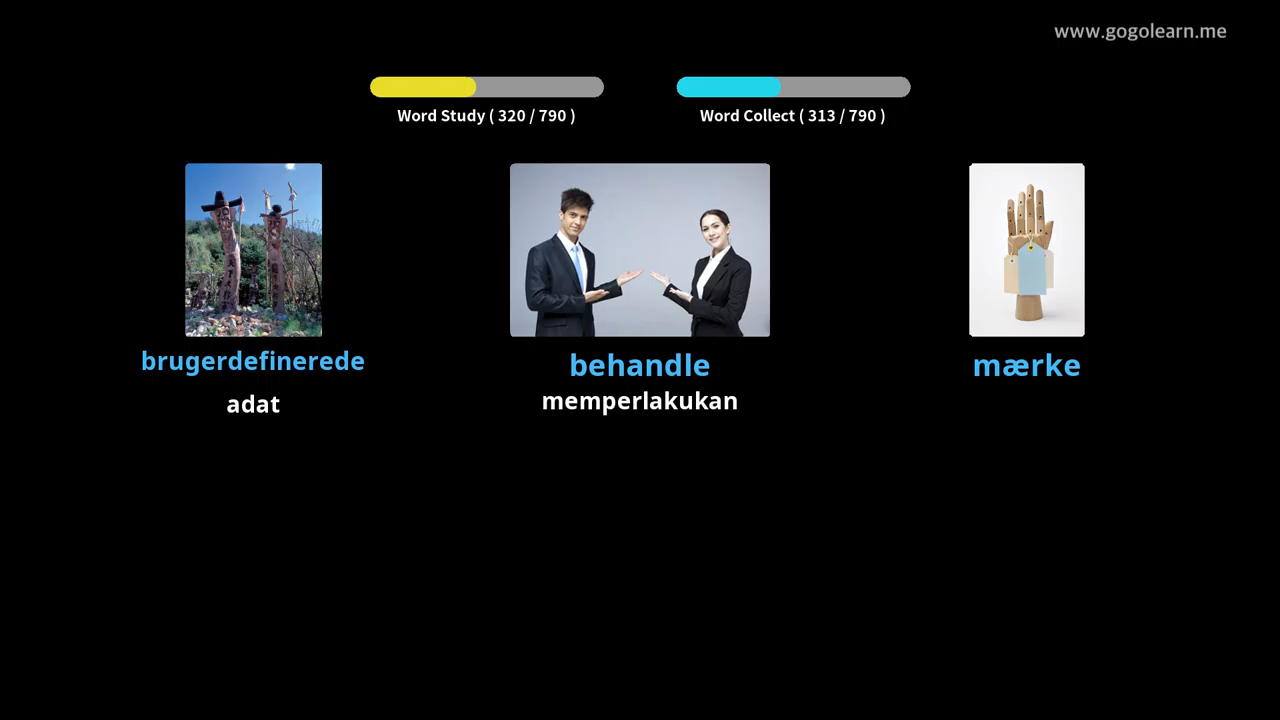 www.gogolearn.me
Word Study ( 320 / 790 )
Word Collect ( 313 / 790 )
brugerdefinerede
behandle
mærke
adat
memperlakukan